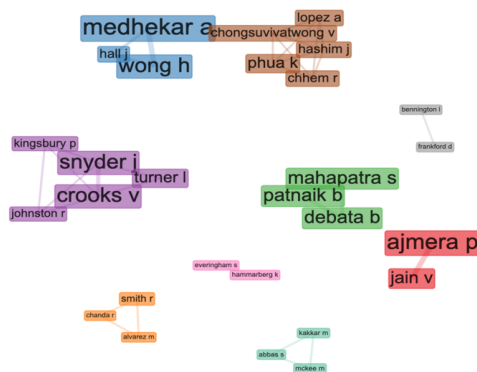 medhekar a
hall j
wong h
lopez a
chongsuvivatwong v
hashim j
phua k
chhem r
bennington l
frankford d
kingsbury p
snyder j
turner l
crooks v
johnston r
mahapatra s
patnaik b
debata b
ajmera p
jain v
everingham s
hammarberg k
smith r
chanda r
alvarez m
kakkar m
abbas s
mckee m